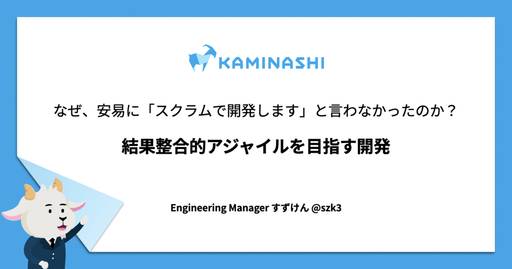 KAMINASHI
なぜ、安易に「スクラムで開発します」と言わなかったのか？
結果整合的アジャイルを目指す開発
Engineering Manager すずけん @szk3